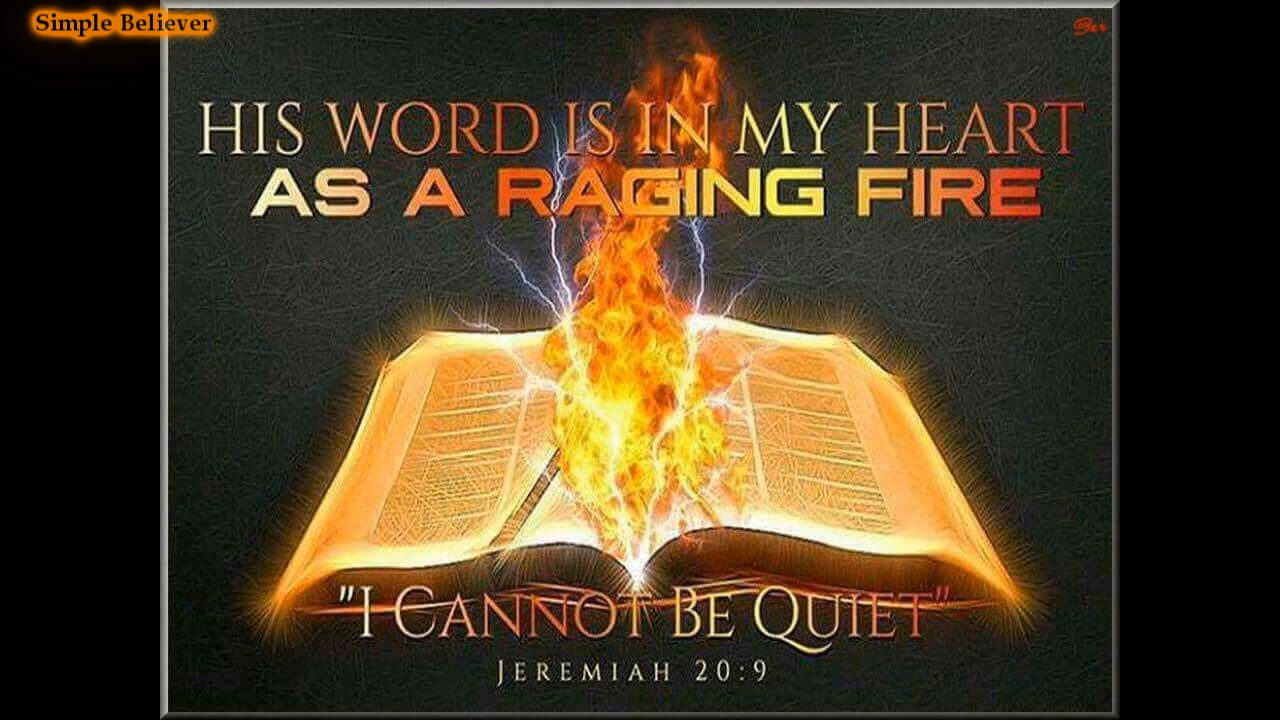 Simple Believer
HIS WORD IS IN MY HEART
AS A RAGING FIRE
"I CANNOT BE QUIET"
JEREMIAH 20:9